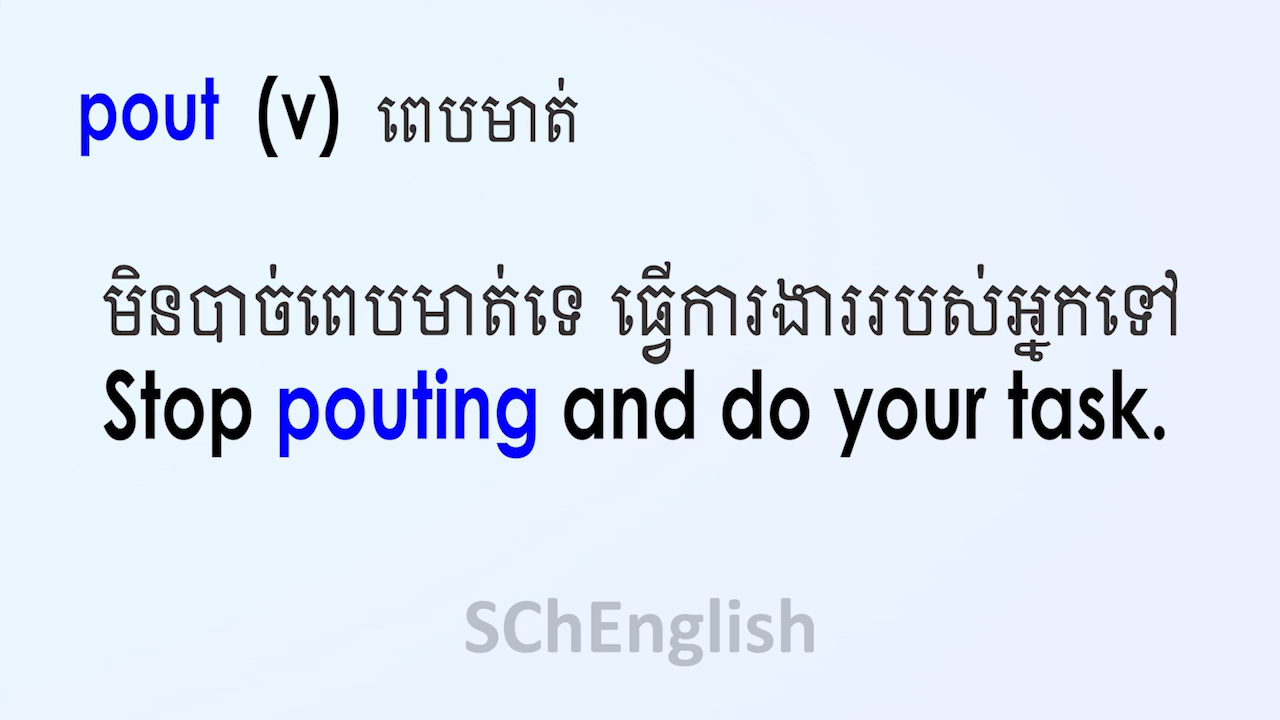 pout (v) ពេបមាត់
មិនបាច់ពេបមាត់ទេ ធ្វើការងាររបស់អ្នកទៅ
Stop pouting and do your task.
SChEnglish